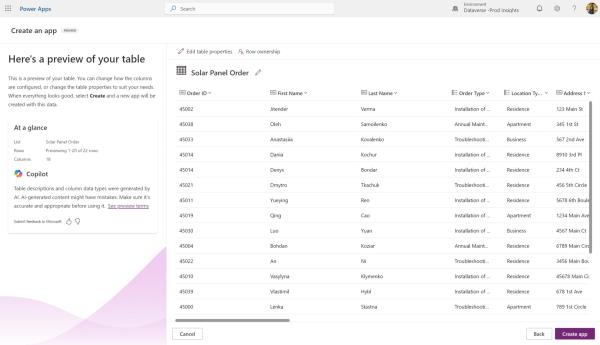 Power Apps
Search
Environment
Dataverse -Prod Insights
Create an app
PREVIEW
Here's a preview of your table
This is a preview of your table. You can change how the columns
are configured, or change the table properties to suit your needs.
When everything looks good, select Create and a new app will be
created with this data.
At a glance
List Solar Panel Order
Rows Previewing 1-20 of 22 rows
Columns 18
Copilot
Table descriptions and column data types were generated by
AI. AI-generated content might have mistakes. Make sure it's
accurate and appropriate before using it. See preview terms
Submit feedback to Microsoft
Edit table properties Row ownership
Solar Panel Order
Order ID First Name Last Name Order Type Location Ty... Address 1
45002 Jitender Verma Installation of ... Residence 123 Main St
45038 Oleh Samoilenko Annual Maint... Apartment 345 1st St
45033 Anastasiia Kovalenko Troubleshooti... Business 567 2nd Ave
45014 Daria Kochur Installation of ... Residence 8910 3rd Pl
45014 Denys Bondar Installation of ... Residence 234 4th Ct
45021 Dmytro Tkachuk Troubleshooti... Residence 456 5th Circle
45011 Yueying Ren Installation of ... Residence 5678 6th Boule
45019 Qing Cao Installation of ... Apartment 1234 Main Ave
45030 Luo Yuan Installation of ... Business 4567 Main Ct
45004 Bohdan Koziar Annual Maint... Residence 6789 Main Circ
45022 An Ni Troubleshooti... Residence 3456 Main Bou.
45010 Vasylyna Klymenko Installation of ... Residence 45678 Main Ci
45039 Vlastimil Hybl Installation of ... Residence 678 1st Ave
45000 Lenka Stastna Troubleshooti... Apartment 789 1st Circle
Cancel Back Create app